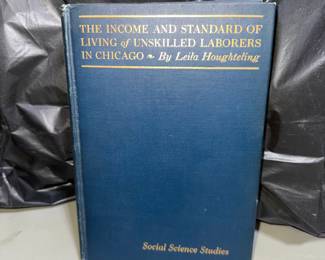 THE INCOME AND STANDARD OF
LIVING of UNSKILLED LABORERS
IN CHICAGO ~ By Leila Houghteling
Social Science Studies